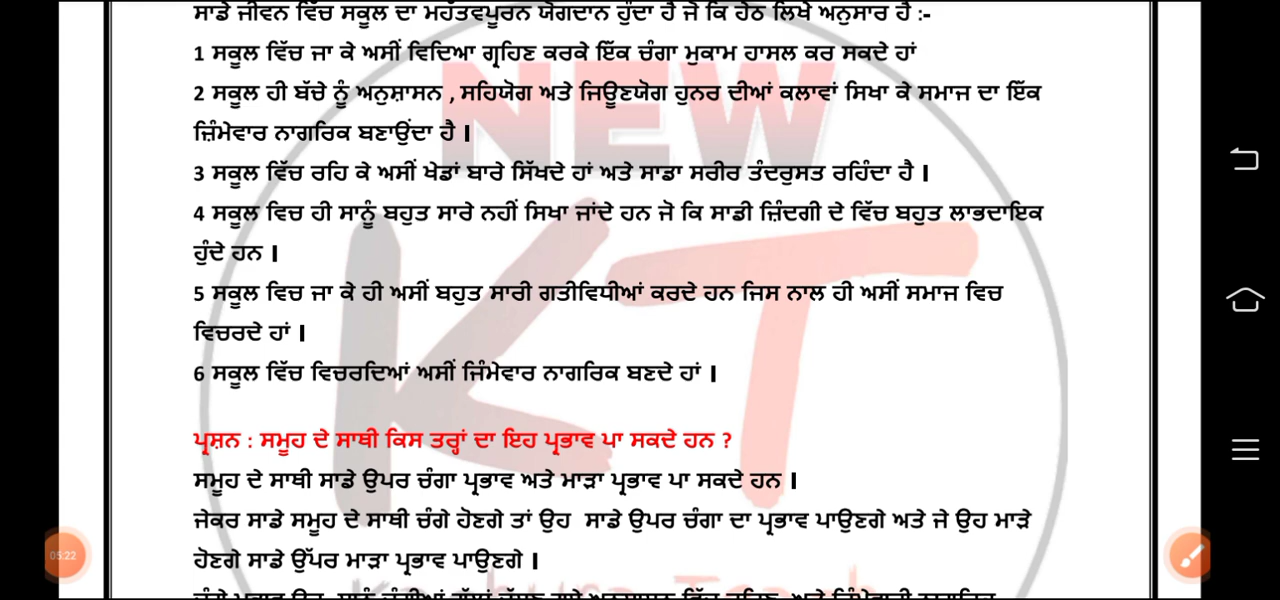 ਸਾਡੇ ਜੀਵਨ ਵਿੱਚ ਸਕੂਲ ਦਾ ਮਹੱਤਵਪੂਰਨ ਯੋਗਦਾਨ ਹੁੰਦਾ ਹੈ ਜੋ ਕਿ ਹੇਠ ਲਿਖੇ ਅਨੁਸਾਰ ਹੈ :-
1 ਸਕੂਲ ਵਿੱਚ ਜਾ ਕੇ ਅਸੀਂ ਵਿਦਿਆ ਗ੍ਰਹਿਣ ਕਰਕੇ ਇੱਕ ਚੰਗਾ ਮੁਕਾਮ ਹਾਸਲ ਕਰ ਸਕਦੇ ਹਾਂ
2 ਸਕੂਲ ਹੀ ਬੱਚੇ ਨੂੰ ਅਨੁਸ਼ਾਸਨ , ਸਹਿਯੋਗ ਅਤੇ ਜਿਊਣਯੋਗ ਹੁਨਰ ਦੀਆਂ ਕਲਾਵਾਂ ਸਿਖਾ ਕੇ ਸਮਾਜ ਦਾ ਇੱਕ
ਜ਼ਿੰਮੇਵਾਰ ਨਾਗਰਿਕ ਬਣਾਉਂਦਾ ਹੈ ।
3 ਸਕੂਲ ਵਿੱਚ ਰਹਿ ਕੇ ਅਸੀਂ ਖੇਡਾਂ ਬਾਰੇ ਸਿੱਖਦੇ ਹਾਂ ਅਤੇ ਸਾਡਾ ਸਰੀਰ ਤੰਦਰੁਸਤ ਰਹਿੰਦਾ ਹੈ ।
4 ਸਕੂਲ ਵਿਚ ਹੀ ਸਾਨੂੰ ਬਹੁਤ ਸਾਰੇ ਨਹੀਂ ਸਿਖਾ ਜਾਂਦੇ ਹਨ ਜੋ ਕਿ ਸਾਡੀ ਜ਼ਿੰਦਗੀ ਦੇ ਵਿੱਚ ਬਹੁਤ ਲਾਭਦਾਇਕ
ਹੁੰਦੇ ਹਨ ।
5 ਸਕੂਲ ਵਿਚ ਜਾ ਕੇ ਹੀ ਅਸੀਂ ਬਹੁਤ ਸਾਰੀ ਗਤੀਵਿਧੀਆਂ ਕਰਦੇ ਹਨ ਜਿਸ ਨਾਲ ਹੀ ਅਸੀਂ ਸਮਾਜ ਵਿਚ
ਵਿਚਰਦੇ ਹਾਂ ।
6 ਸਕੂਲ ਵਿੱਚ ਵਿਚਰਦਿਆਂ ਅਸੀਂ ਜਿੰਮੇਵਾਰ ਨਾਗਰਿਕ ਬਣਦੇ ਹਾਂ ।
ਪ੍ਰਸ਼ਨ : ਸਮੂਹ ਦੇ ਸਾਥੀ ਕਿਸ ਤਰ੍ਹਾਂ ਦਾ ਇਹ ਪ੍ਰਭਾਵ ਪਾ ਸਕਦੇ ਹਨ ?
ਸਮੂਹ ਦੇ ਸਾਥੀ ਸਾਡੇ ਉਪਰ ਚੰਗਾ ਪ੍ਰਭਾਵ ਅਤੇ ਮਾੜਾ ਪ੍ਰਭਾਵ ਪਾ ਸਕਦੇ ਹਨ ।
ਜੇਕਰ ਸਾਡੇ ਸਮੂਹ ਦੇ ਸਾਥੀ ਚੰਗੇ ਹੋਣਗੇ ਤਾਂ ਉਹ ਸਾਡੇ ਉਪਰ ਚੰਗਾ ਦਾ ਪ੍ਰਭਾਵ ਪਾਉਣਗੇ ਅਤੇ ਜੇ ਉਹ ਮਾੜੇ
ਹੋਣਗੇ ਸਾਡੇ ਉੱਪਰ ਮਾੜਾ ਪ੍ਰਭਾਵ ਪਾਉਣਗੇ ।
NEW
KT
05:22